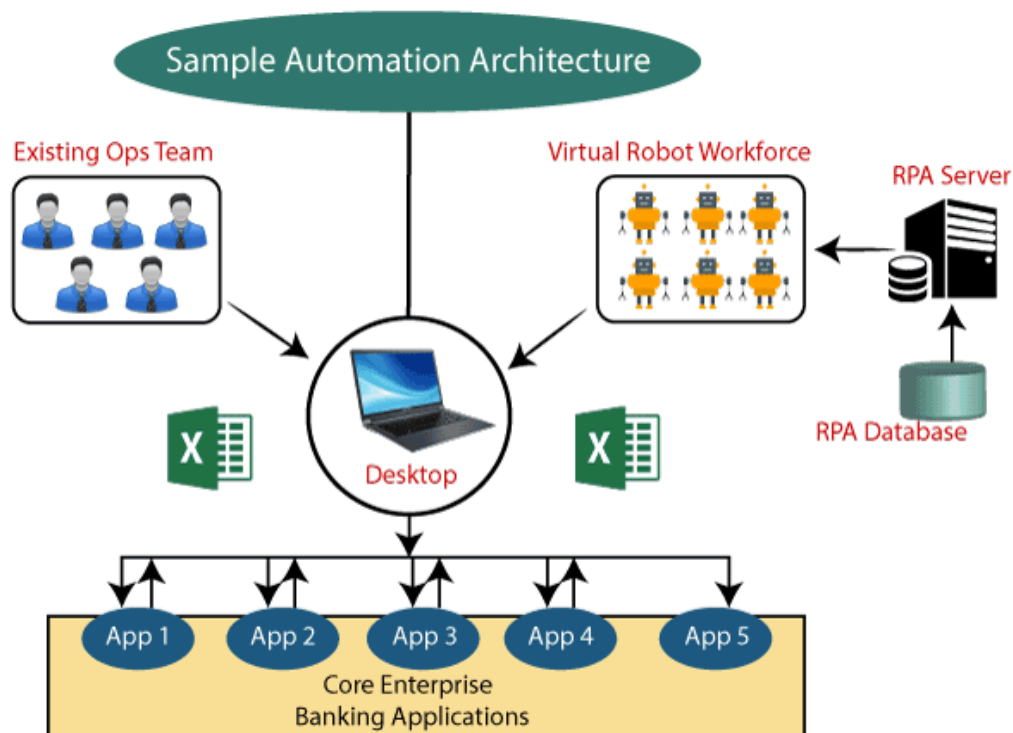 Sample Automation Architecture
Existing Ops Team
Virtual Robot Workforce
RPA Server
X
X
Desktop
RPA Database
App 1
App 2
App 3
App 4
App 5
Core Enterprise
Banking Applications